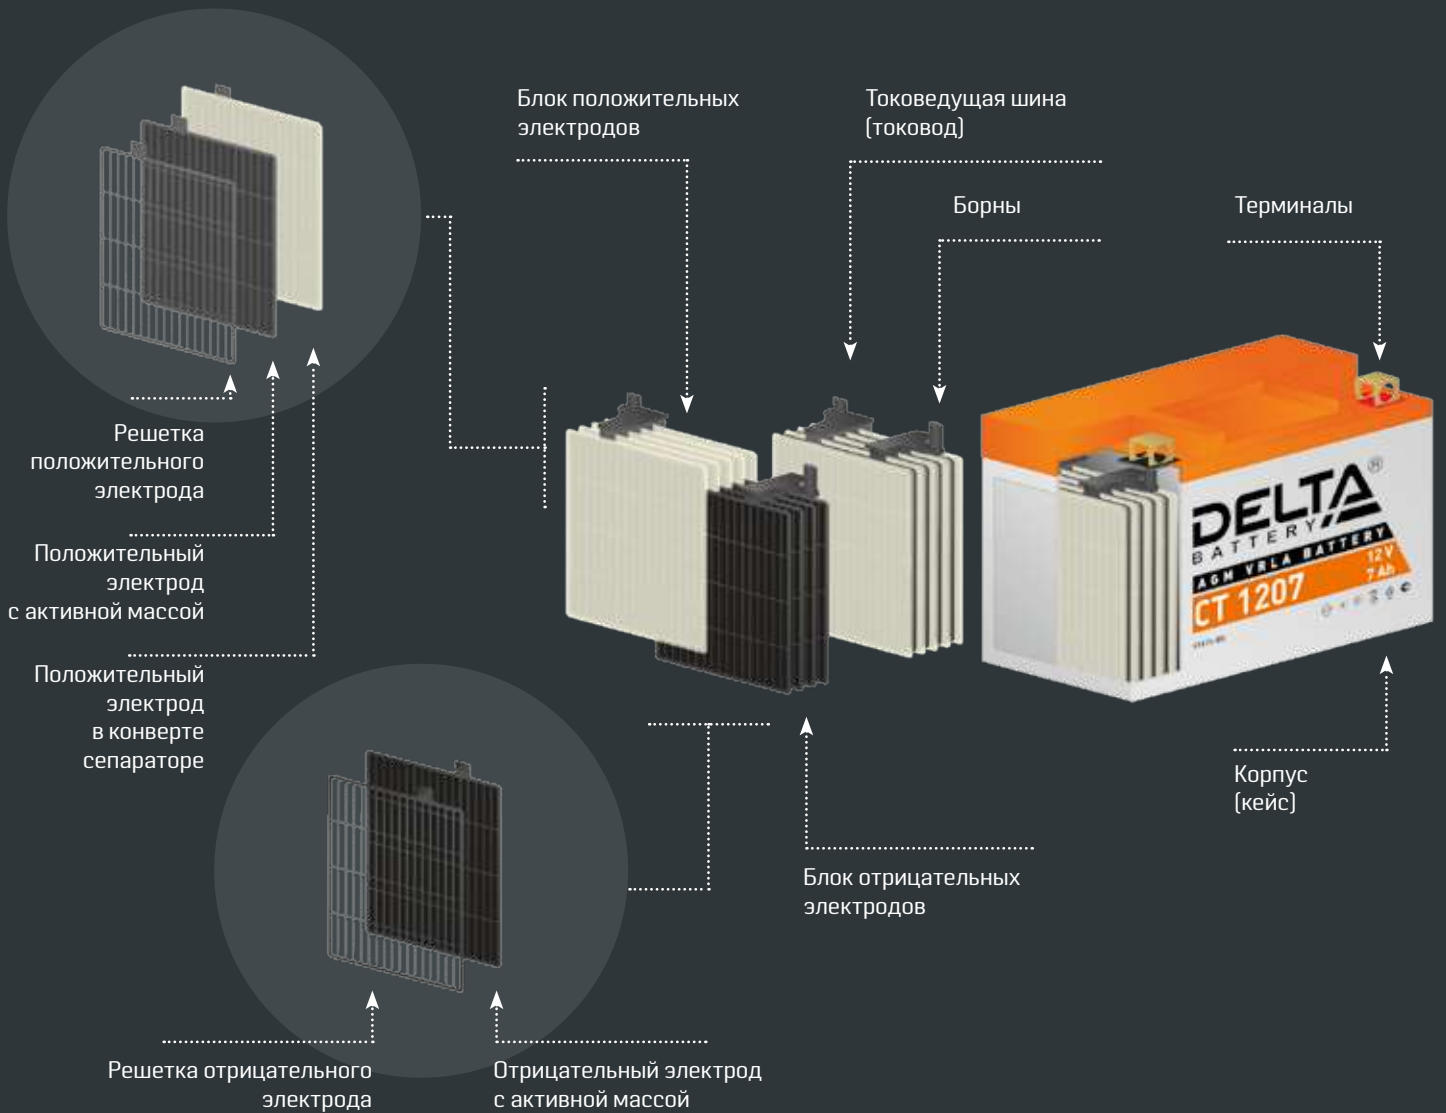 Блок положительных
электродов
Токоведущая шина
(токовод)
Борны
Терминалы
Решетка
положительного
электрода
Положительный
электрод
с активной массой
Положительный
электрод
в конверте
сепараторе
DELTA®
BATTERY
AGM VRLA BATTERY
12V
7 Ah
CT 1207
Корпус
(кейс)
Блок отрицательных
электродов
Решетка отрицательного
электрода
Отрицательный электрод
с активной массой